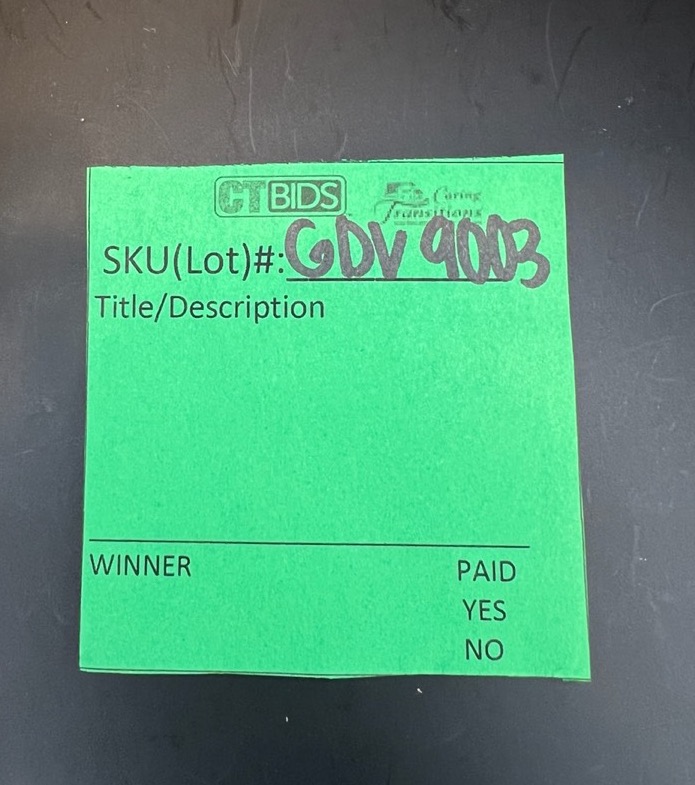 CTBIDS Caring Transitions
SKU(Lot)#: GDV 9003
Title/Description
WINNER PAID
YES
NO